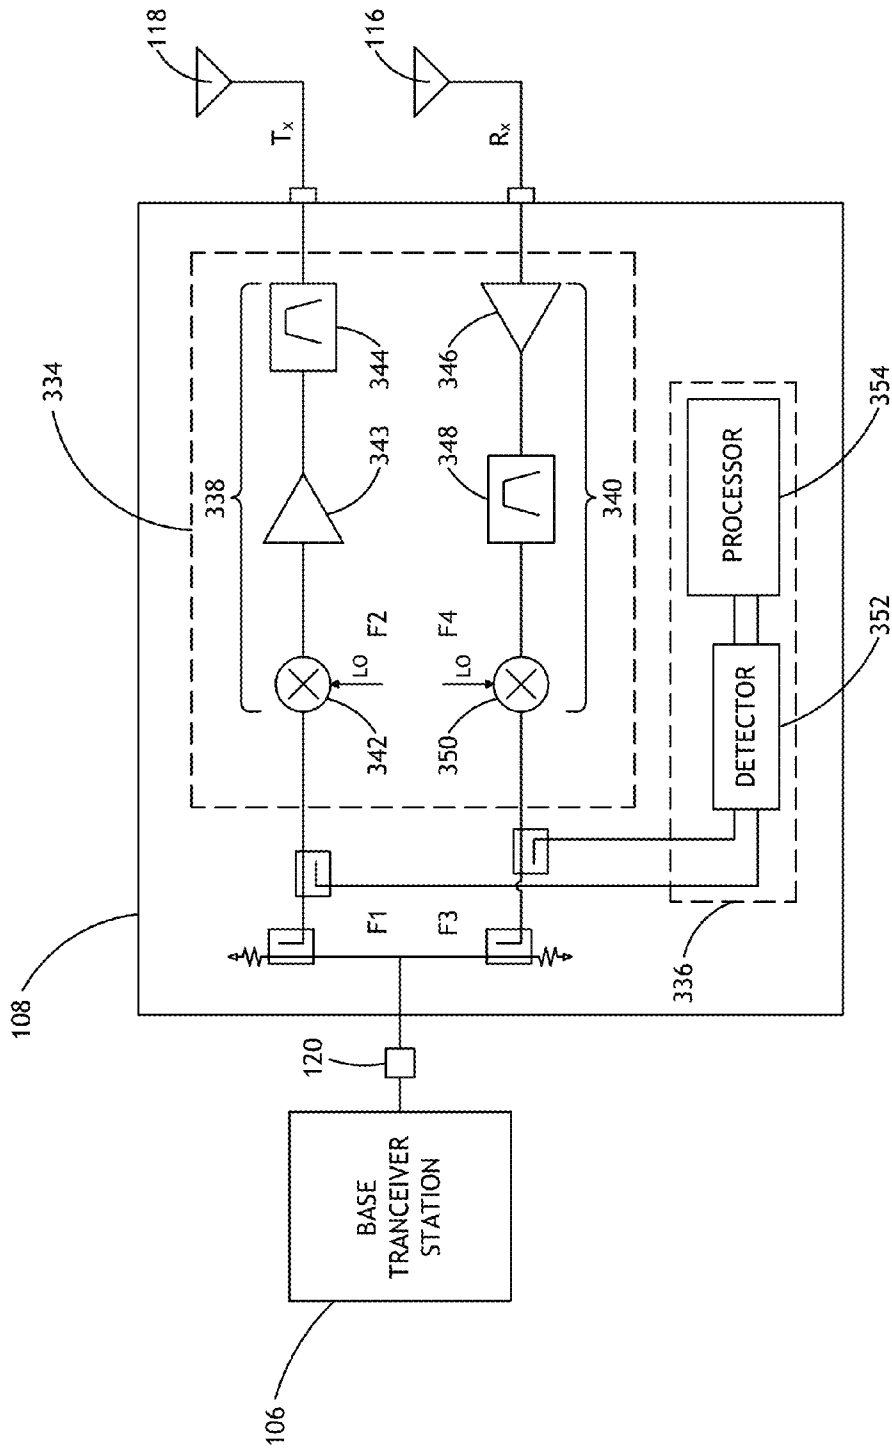 106
BASE
TRANCEIVER
STATION
120
108
F1
F3
336
342
350
LO
LO
F2
F4
338
343
344
334
348
346
340
DETECTOR
352
PROCESSOR
354
Tx
118
Rx
116